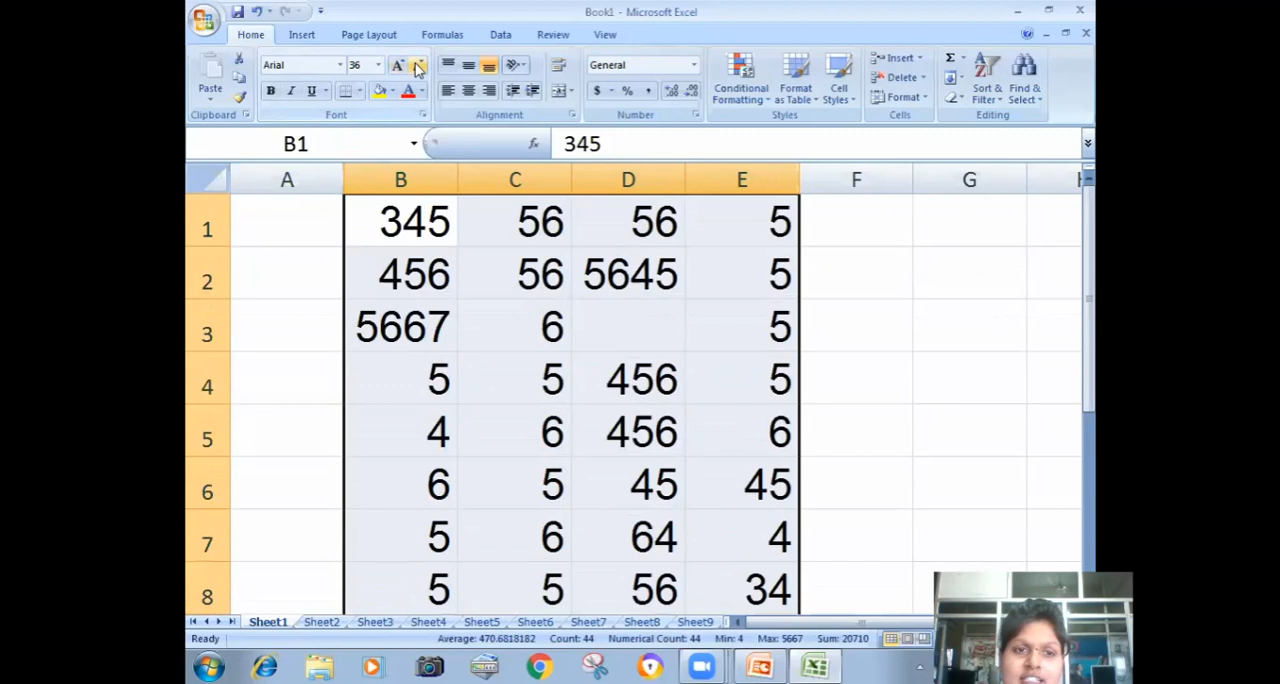 Book1 - Microsoft Excel
Home Insert Page Layout Formulas Data Review View
Arial 36 A General Σ Insert
Paste B I U A $ % , Conditional Formatting Format as Table Cell Styles Delete Format Sort & Filter Find & Select
Clipboard Font Alignment Number Styles Cells Editing
B1 fx 345
A B C D E F G H
1 345 56 56 5
2 456 56 5645 5
3 5667 6 5
4 5 5 456 5
5 4 6 456 6
6 6 5 45 45
7 5 6 64 4
8 5 5 56 34
Sheet1 Sheet2 Sheet3 Sheet4 Sheet5 Sheet6 Sheet7 Sheet8 Sheet9
Ready Average: 470.6818182 Count: 44 Numerical Count: 44 Min: 4 Max: 5667 Sum: 20710